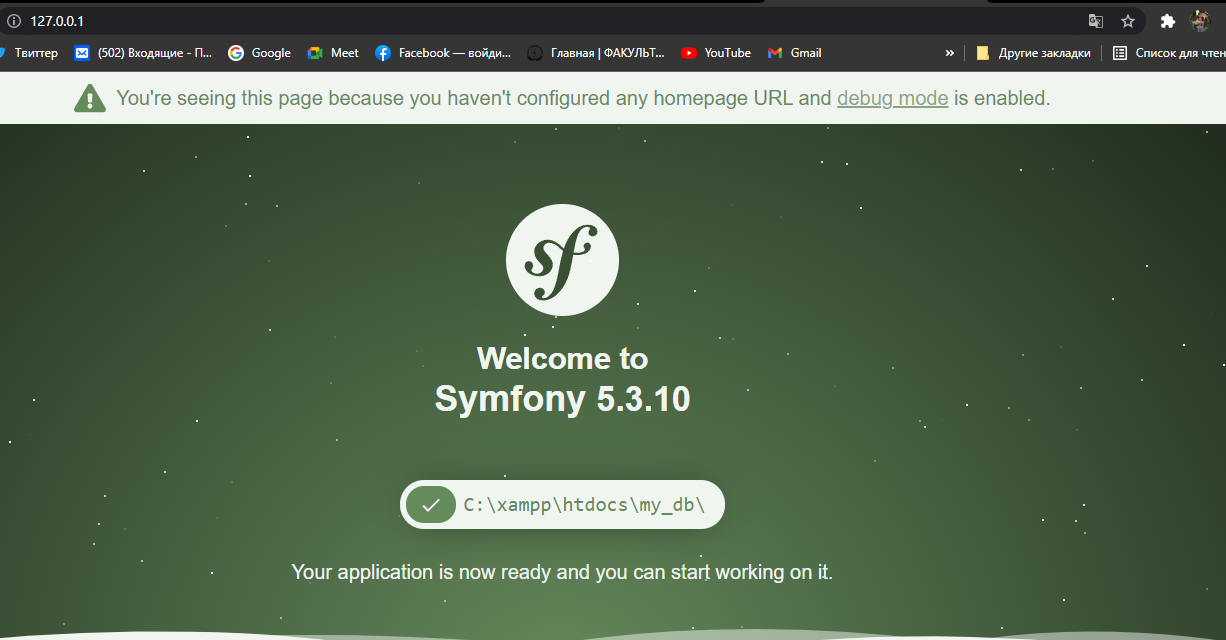 127.0.0.1
Твиттер (502) Входящие - П... Google Meet Facebook — войди... Главная | ФАКУЛЬТ... YouTube Gmail » Другие закладки Список для чтен
You're seeing this page because you haven't configured any homepage URL and debug mode is enabled.
sf
Welcome to
Symfony 5.3.10
C:\xampp\htdocs\my_db\
Your application is now ready and you can start working on it.